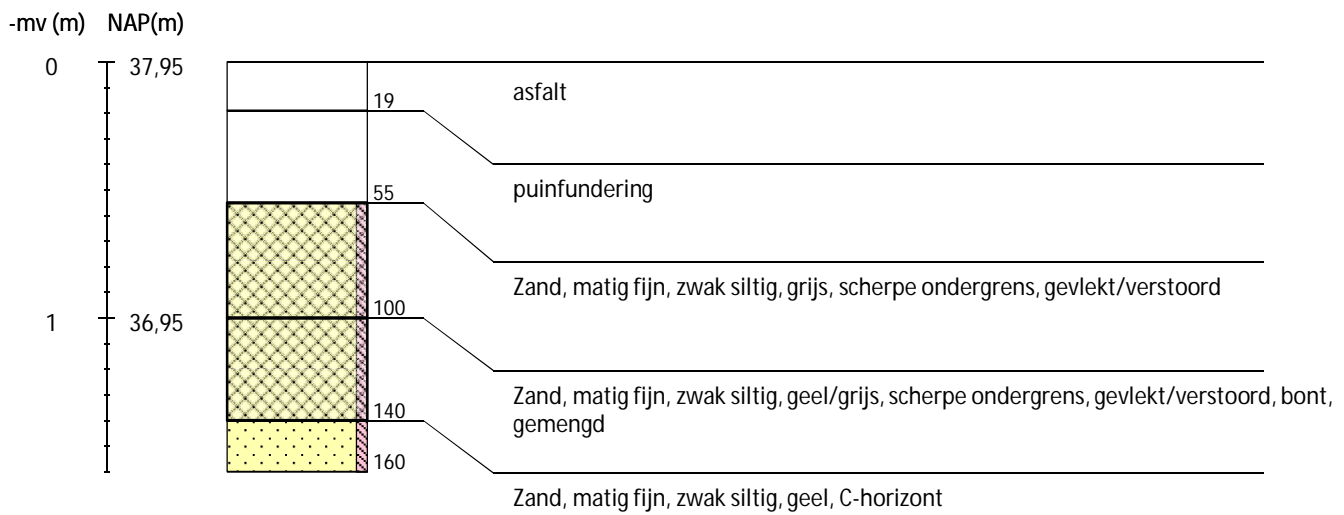 -mv (m) NAP(m)
0 37,95
asfalt
19
puinfundering
55
Zand, matig fijn, zwak siltig, grijs, scherpe ondergrens, gevlekt/verstoord
100
1 36,95
Zand, matig fijn, zwak siltig, geel/grijs, scherpe ondergrens, gevlekt/verstoord, bont,
gemengd
140
160
Zand, matig fijn, zwak siltig, geel, C-horizont